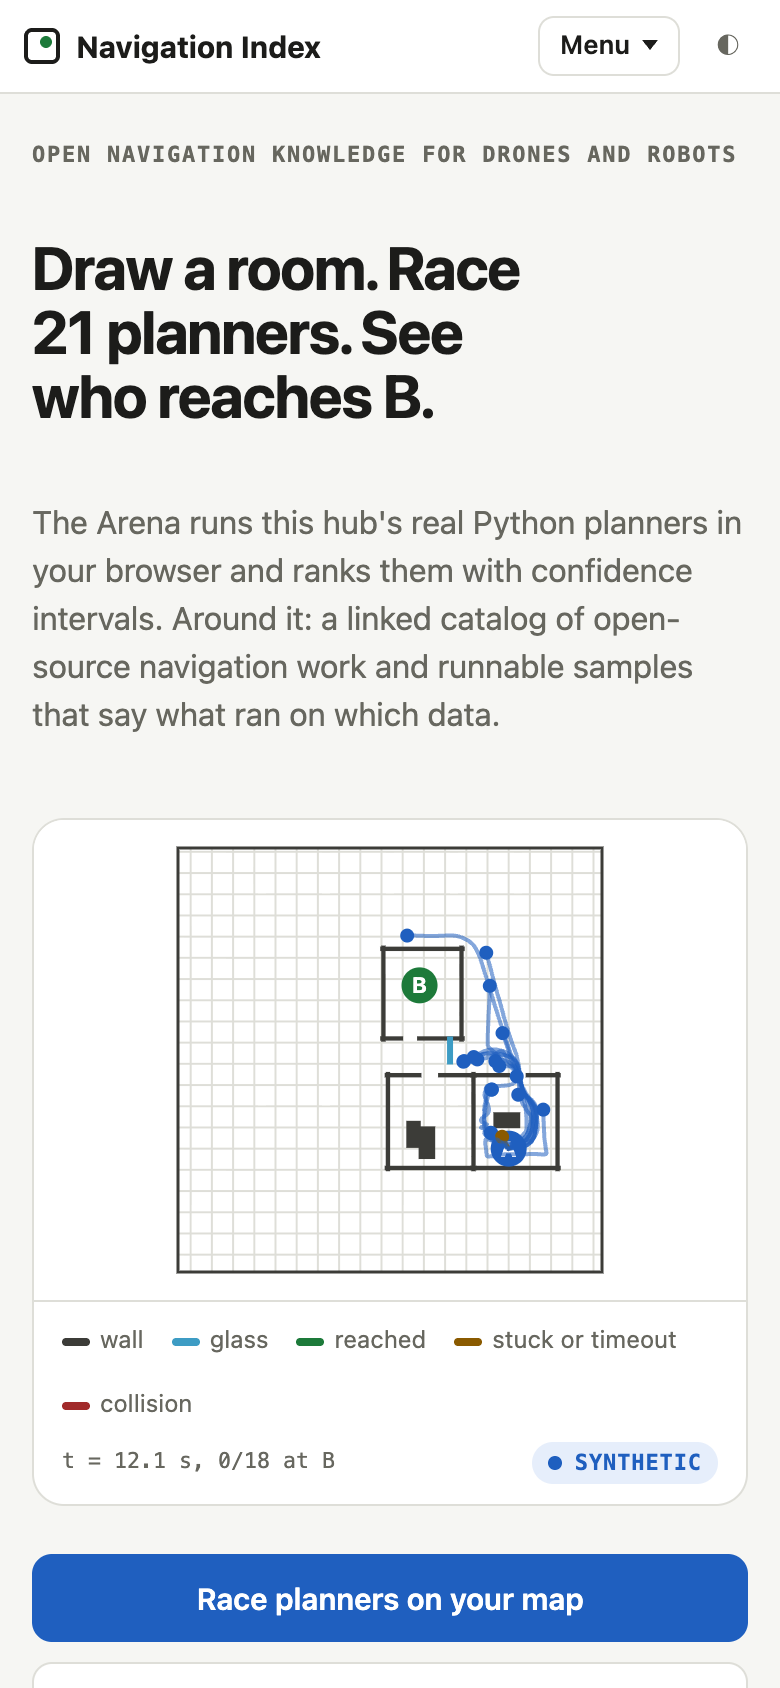 Navigation Index
Menu
OPEN NAVIGATION KNOWLEDGE FOR DRONES AND ROBOTS
Draw a room. Race
21 planners. See
who reaches B.
The Arena runs this hub's real Python planners in
your browser and ranks them with confidence
intervals. Around it: a linked catalog of open-
source navigation work and runnable samples
that say what ran on which data.
B
A
wall glass reached stuck or timeout
collision
t = 12.1 s, 0/18 at B
SYNTHETIC
Race planners on your map